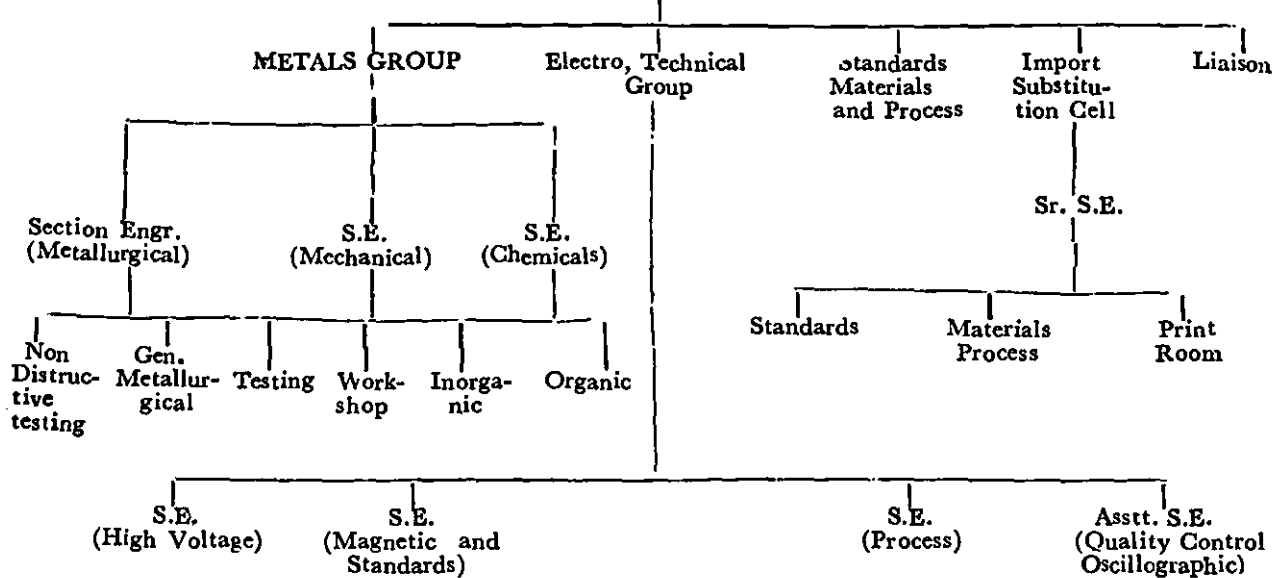 METALS GROUP
Electro, Technical
Group
Standards
Materials
and Process
Import
Substitu-
tion Cell
Liaison
Section Engr.
(Metallurgical)
S.E.
(Mechanical)
S.E.
(Chemicals)
Sr. S.E.
Standards
Materials
Process
Print
Room
Non
Distruc-
tive
testing
Gen.
Metallur-
gical
Testing
Work-
shop
Inorga-
nic
Organic
S.E.
(High Voltage)
S.E.
(Magnetic and
Standards)
S.E.
(Process)
Asstt. S.E.
(Quality Control
Oscillographic)